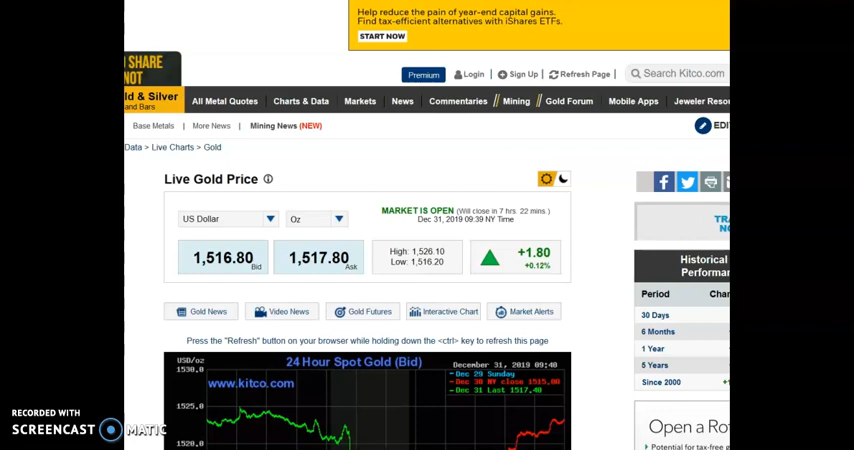 Help reduce the pain of year-end capital gains.
Find tax-efficient alternatives with iShares ETFs.
START NOW
SHARE
NOT
Premium
Login | Sign Up | Refresh Page | Search Kitco.com
ld & Silver
and Bars
All Metal Quotes | Charts & Data | Markets | News | Commentaries // Mining // Gold Forum | Mobile Apps | Jeweler Resou
Base Metals | More News | Mining News (NEW)
EDI
Data > Live Charts > Gold
Live Gold Price
US Dollar
Oz
MARKET IS OPEN (Will close in 7 hrs. 22 mins.)
Dec 31, 2019 09:39 NY Time
TR
NO
1,516.80
Bid
1,517.80
Ask
High: 1,526.10
Low: 1,516.20
+1.80
+0.12%
Historical
Performa
Period Chan
30 Days
6 Months
1 Year
5 Years
Since 2000 +1
Gold News
Video News
Gold Futures
Interactive Chart
Market Alerts
Press the "Refresh" button on your browser while holding down the <ctrl> key to refresh this page
USD/oz
24 Hour Spot Gold (Bid)
December 31, 2019 09:40
www.kitco.com
Dec 29 Sunday
Dec 30 NY close 1515.00
Dec 31 Last 1517.40
1530.0
1525.0
1520.0
Open a Ro
Potential for tax-free g
RECORDED WITH
SCREENCAST MATIC